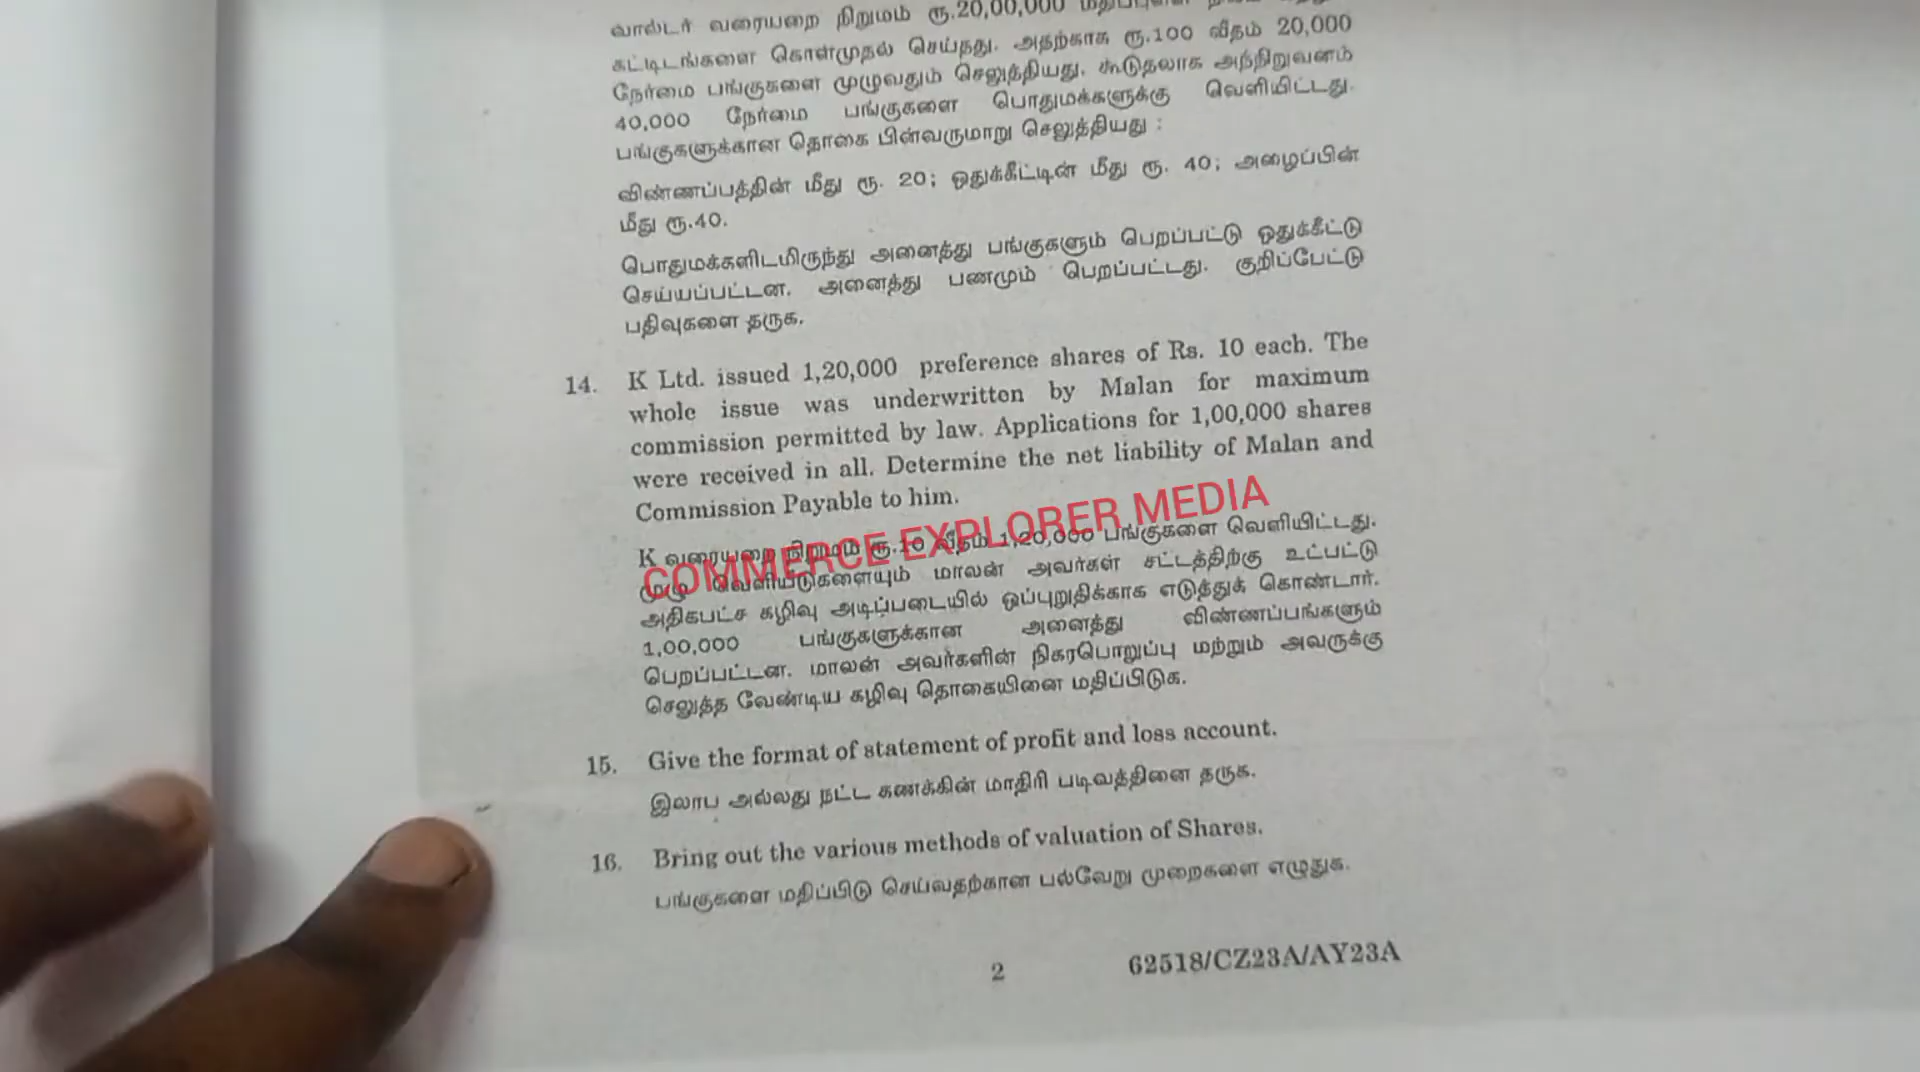 வால்டர் வரையறை நிறுமம் ரூ.20,00,000
கட்டிடங்களை கொள்முதல் செய்தது. அதற்காக ரூ.100 வீதம் 20,000
நேர்மை பங்குகளை முழுவதும் செலுத்தியது. கூடுதலாக அந்நிறுவனம்
40,000 நேர்மை பங்குகளை பொதுமக்களுக்கு வெளியிட்டது.
பங்குகளுக்கான தொகை பின்வருமாறு செலுத்தியது :
விண்ணப்பத்தின் மீது ரூ. 20; ஒதுக்கீட்டின் மீது ரூ. 40; அழைப்பின்
மீது ரூ.40.
பொதுமக்களிடமிருந்து அனைத்து பங்குகளும் பெறப்பட்டு ஒதுக்கீட்டு
செய்யப்பட்டன. அனைத்து பணமும் பெறப்பட்டது. குறிப்பேட்டு
பதிவுகளை தருக.
14. K Ltd. issued 1,20,000 preference shares of Rs. 10 each. The
whole issue was underwritten by Malan for maximum
commission permitted by law. Applications for 1,00,000 shares
were received in all. Determine the net liability of Malan and
Commission Payable to him.
COMMERCE EXPLORER MEDIA
K வரையறை நிறுமம் ரூ.10 வீதம் 1,20,000 பங்குகளை வெளியிட்டது.
முழு வெளியீடுகளையும் மாலன் அவர்கள் சட்டத்திற்கு உட்பட்டு
அதிகபட்ச கழிவு அடிப்படையில் ஒப்புறுதிக்காக எடுத்துக் கொண்டார்.
1,00,000 பங்குகளுக்கான அனைத்து விண்ணப்பங்களும்
பெறப்பட்டன. மாலன் அவர்களின் நிகரபொறுப்பு மற்றும் அவருக்கு
செலுத்த வேண்டிய கழிவு தொகையினை மதிப்பிடுக.
15. Give the format of statement of profit and loss account.
இலாப அல்லது நட்ட கணக்கின் மாதிரி படிவத்தினை தருக.
16. Bring out the various methods of valuation of Shares.
பங்குகளை மதிப்பிடு செய்வதற்கான பல்வேறு முறைகளை எழுதுக.
2 62518/CZ23A/AY23A